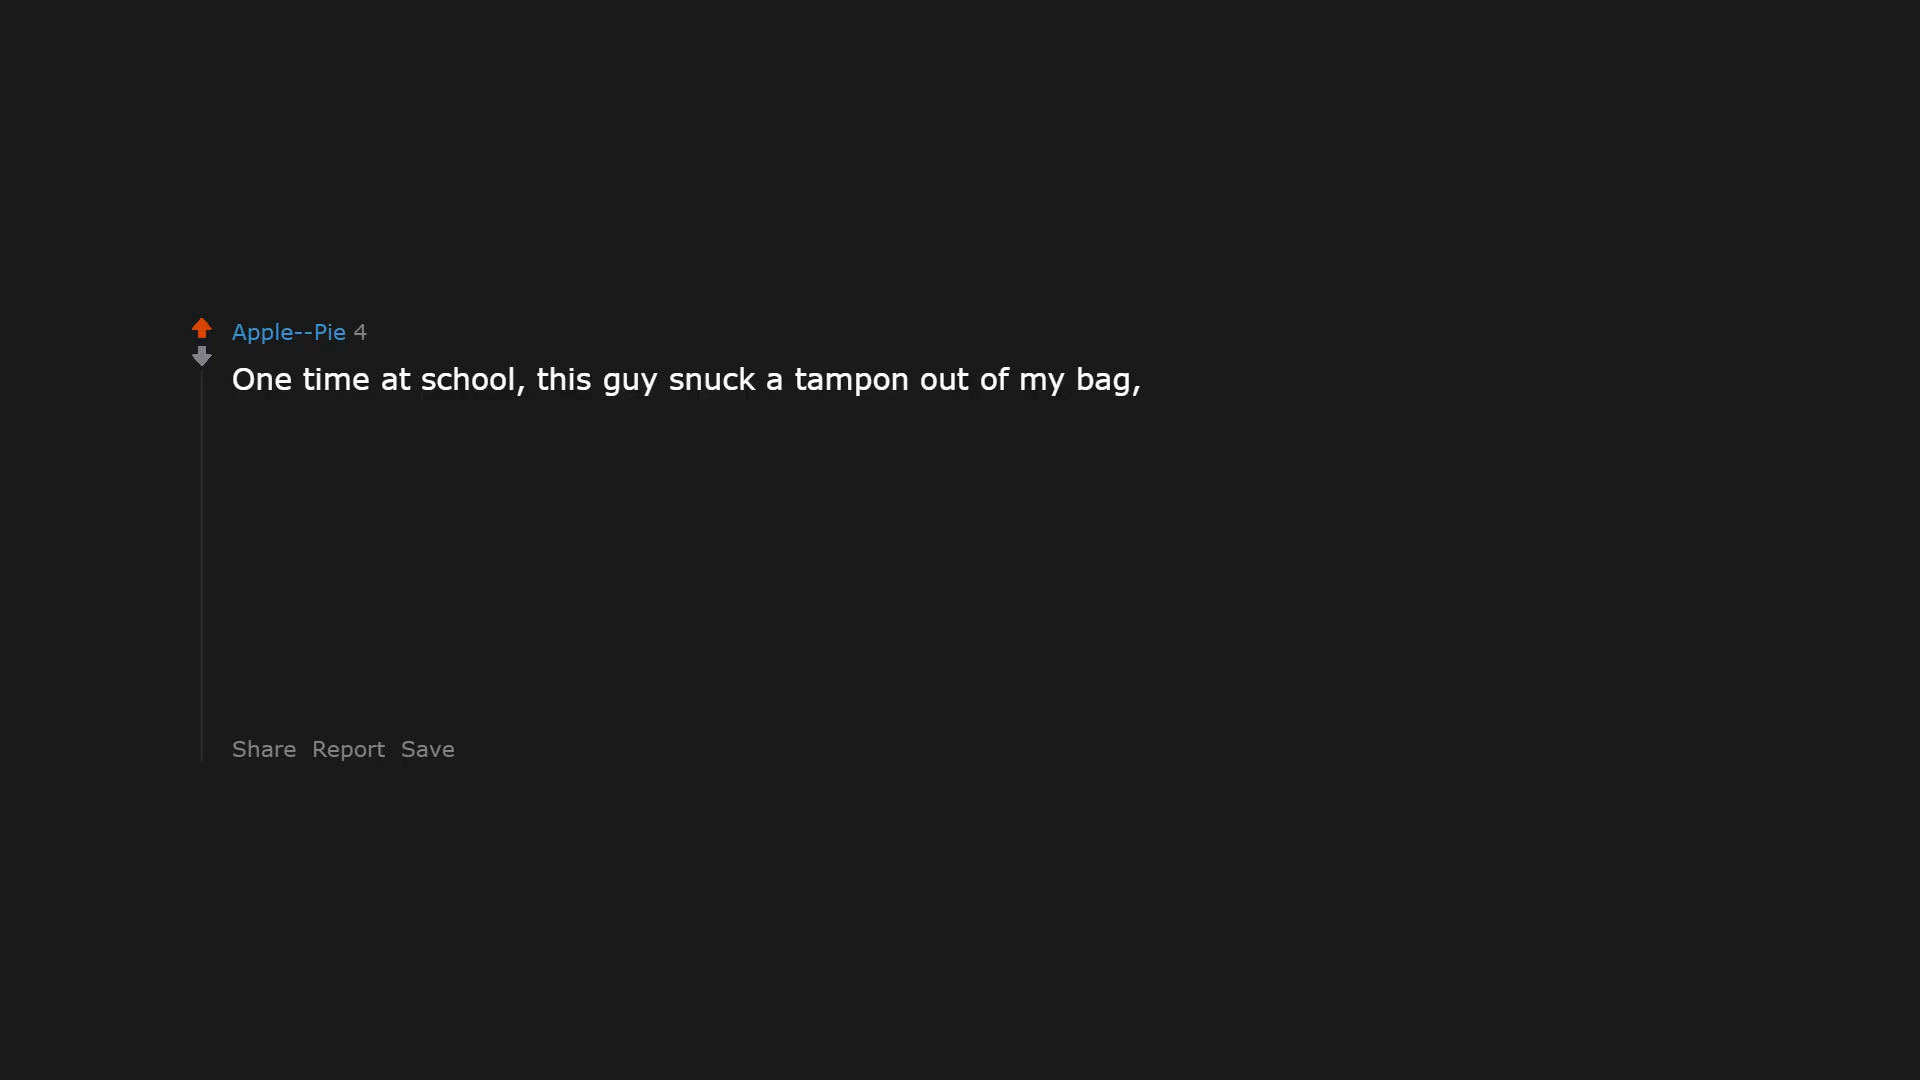 Apple--Pie 4
One time at school, this guy snuck a tampon out of my bag,
Share Report Save